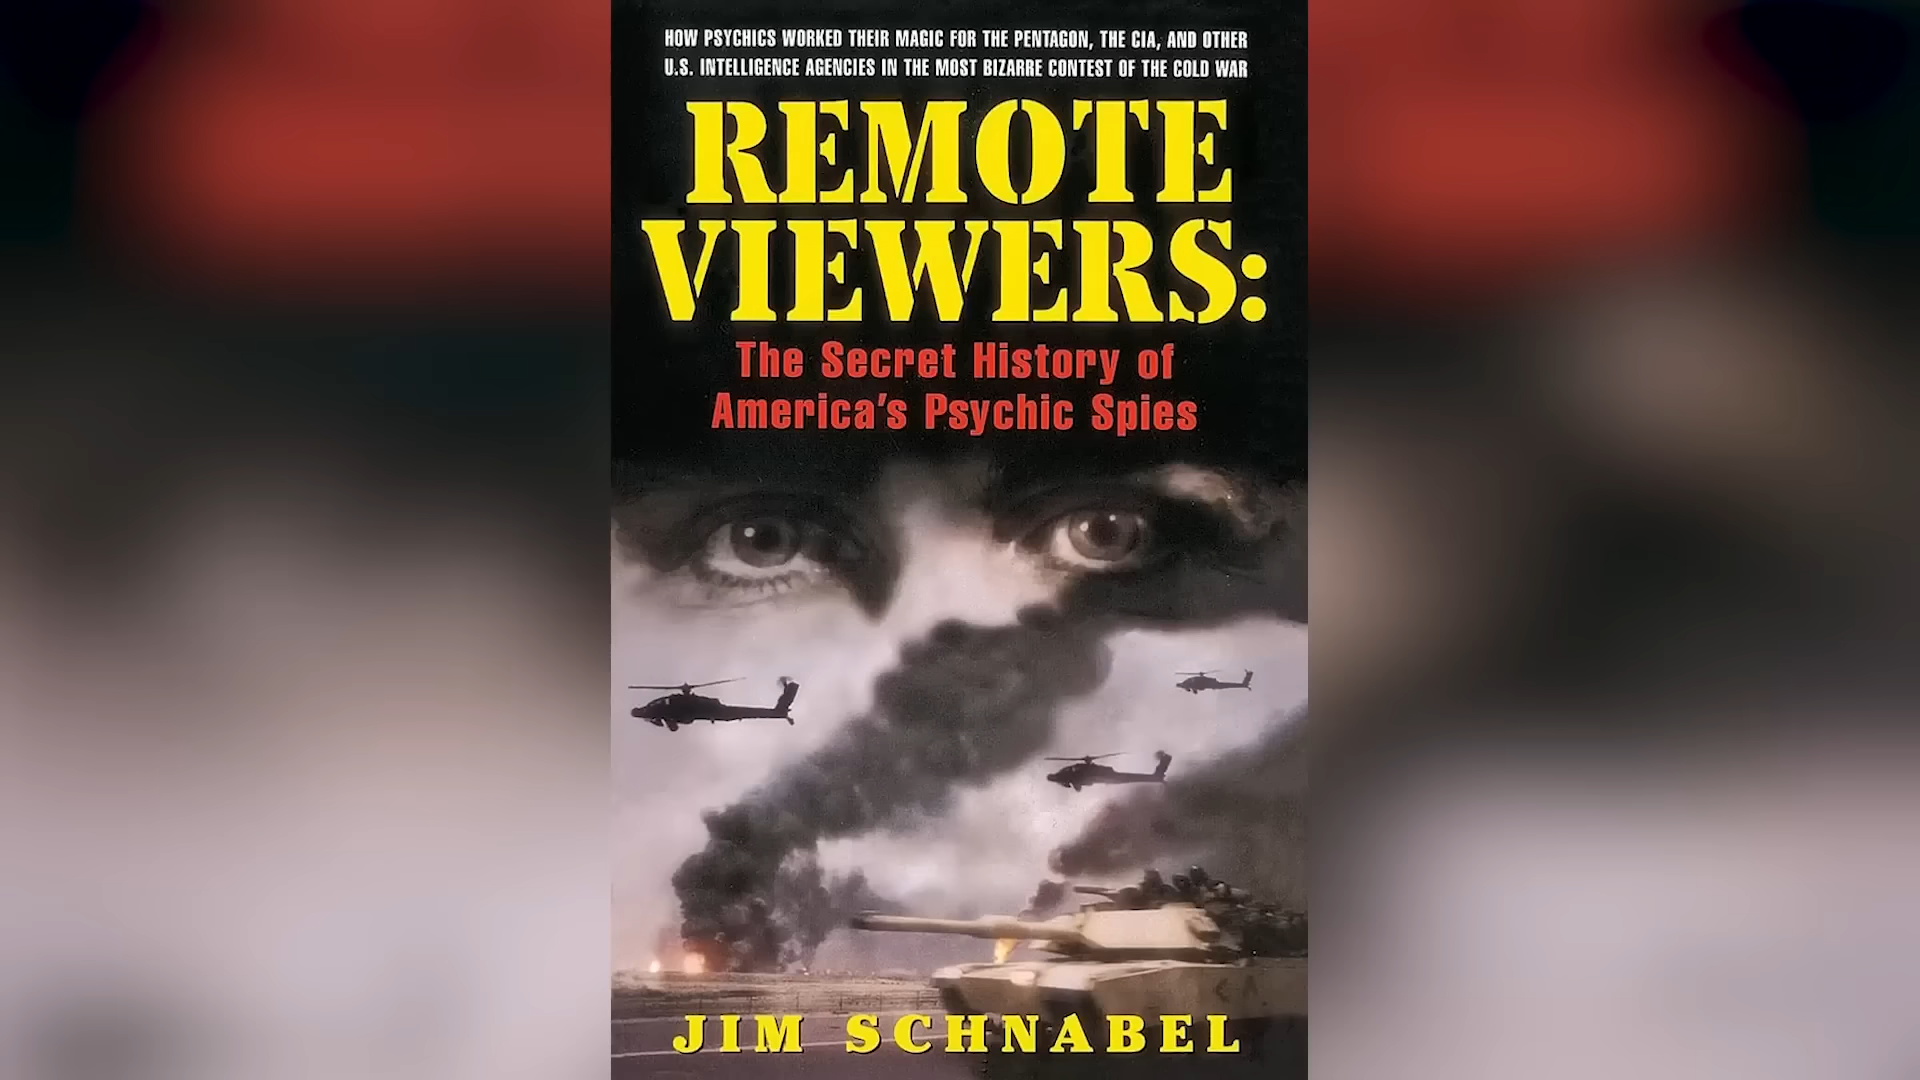 HOW PSYCHICS WORKED THEIR MAGIC FOR THE PENTAGON, THE CIA, AND OTHER
U.S. INTELLIGENCE AGENCIES IN THE MOST BIZARRE CONTEST OF THE COLD WAR
REMOTE
VIEWERS:
The Secret History of
America's Psychic Spies
JIM SCHNABEL